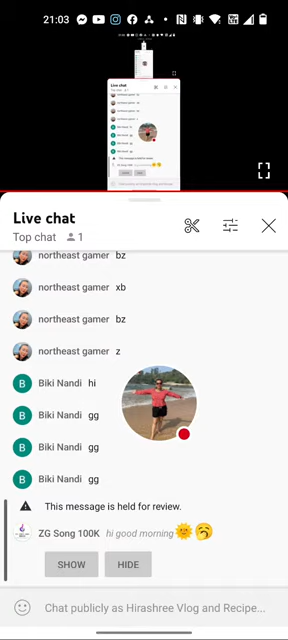 21:03
Live chat
Top chat 1
northeast gamer bz
northeast gamer xb
northeast gamer bz
northeast gamer z
B Biki Nandi hi
B Biki Nandi gg
B Biki Nandi gg
B Biki Nandi gg
This message is held for review.
ZG Song 100K hi good morning🌞🥱
SHOW HIDE
Chat publicly as Hirashree Vlog and Recipe...